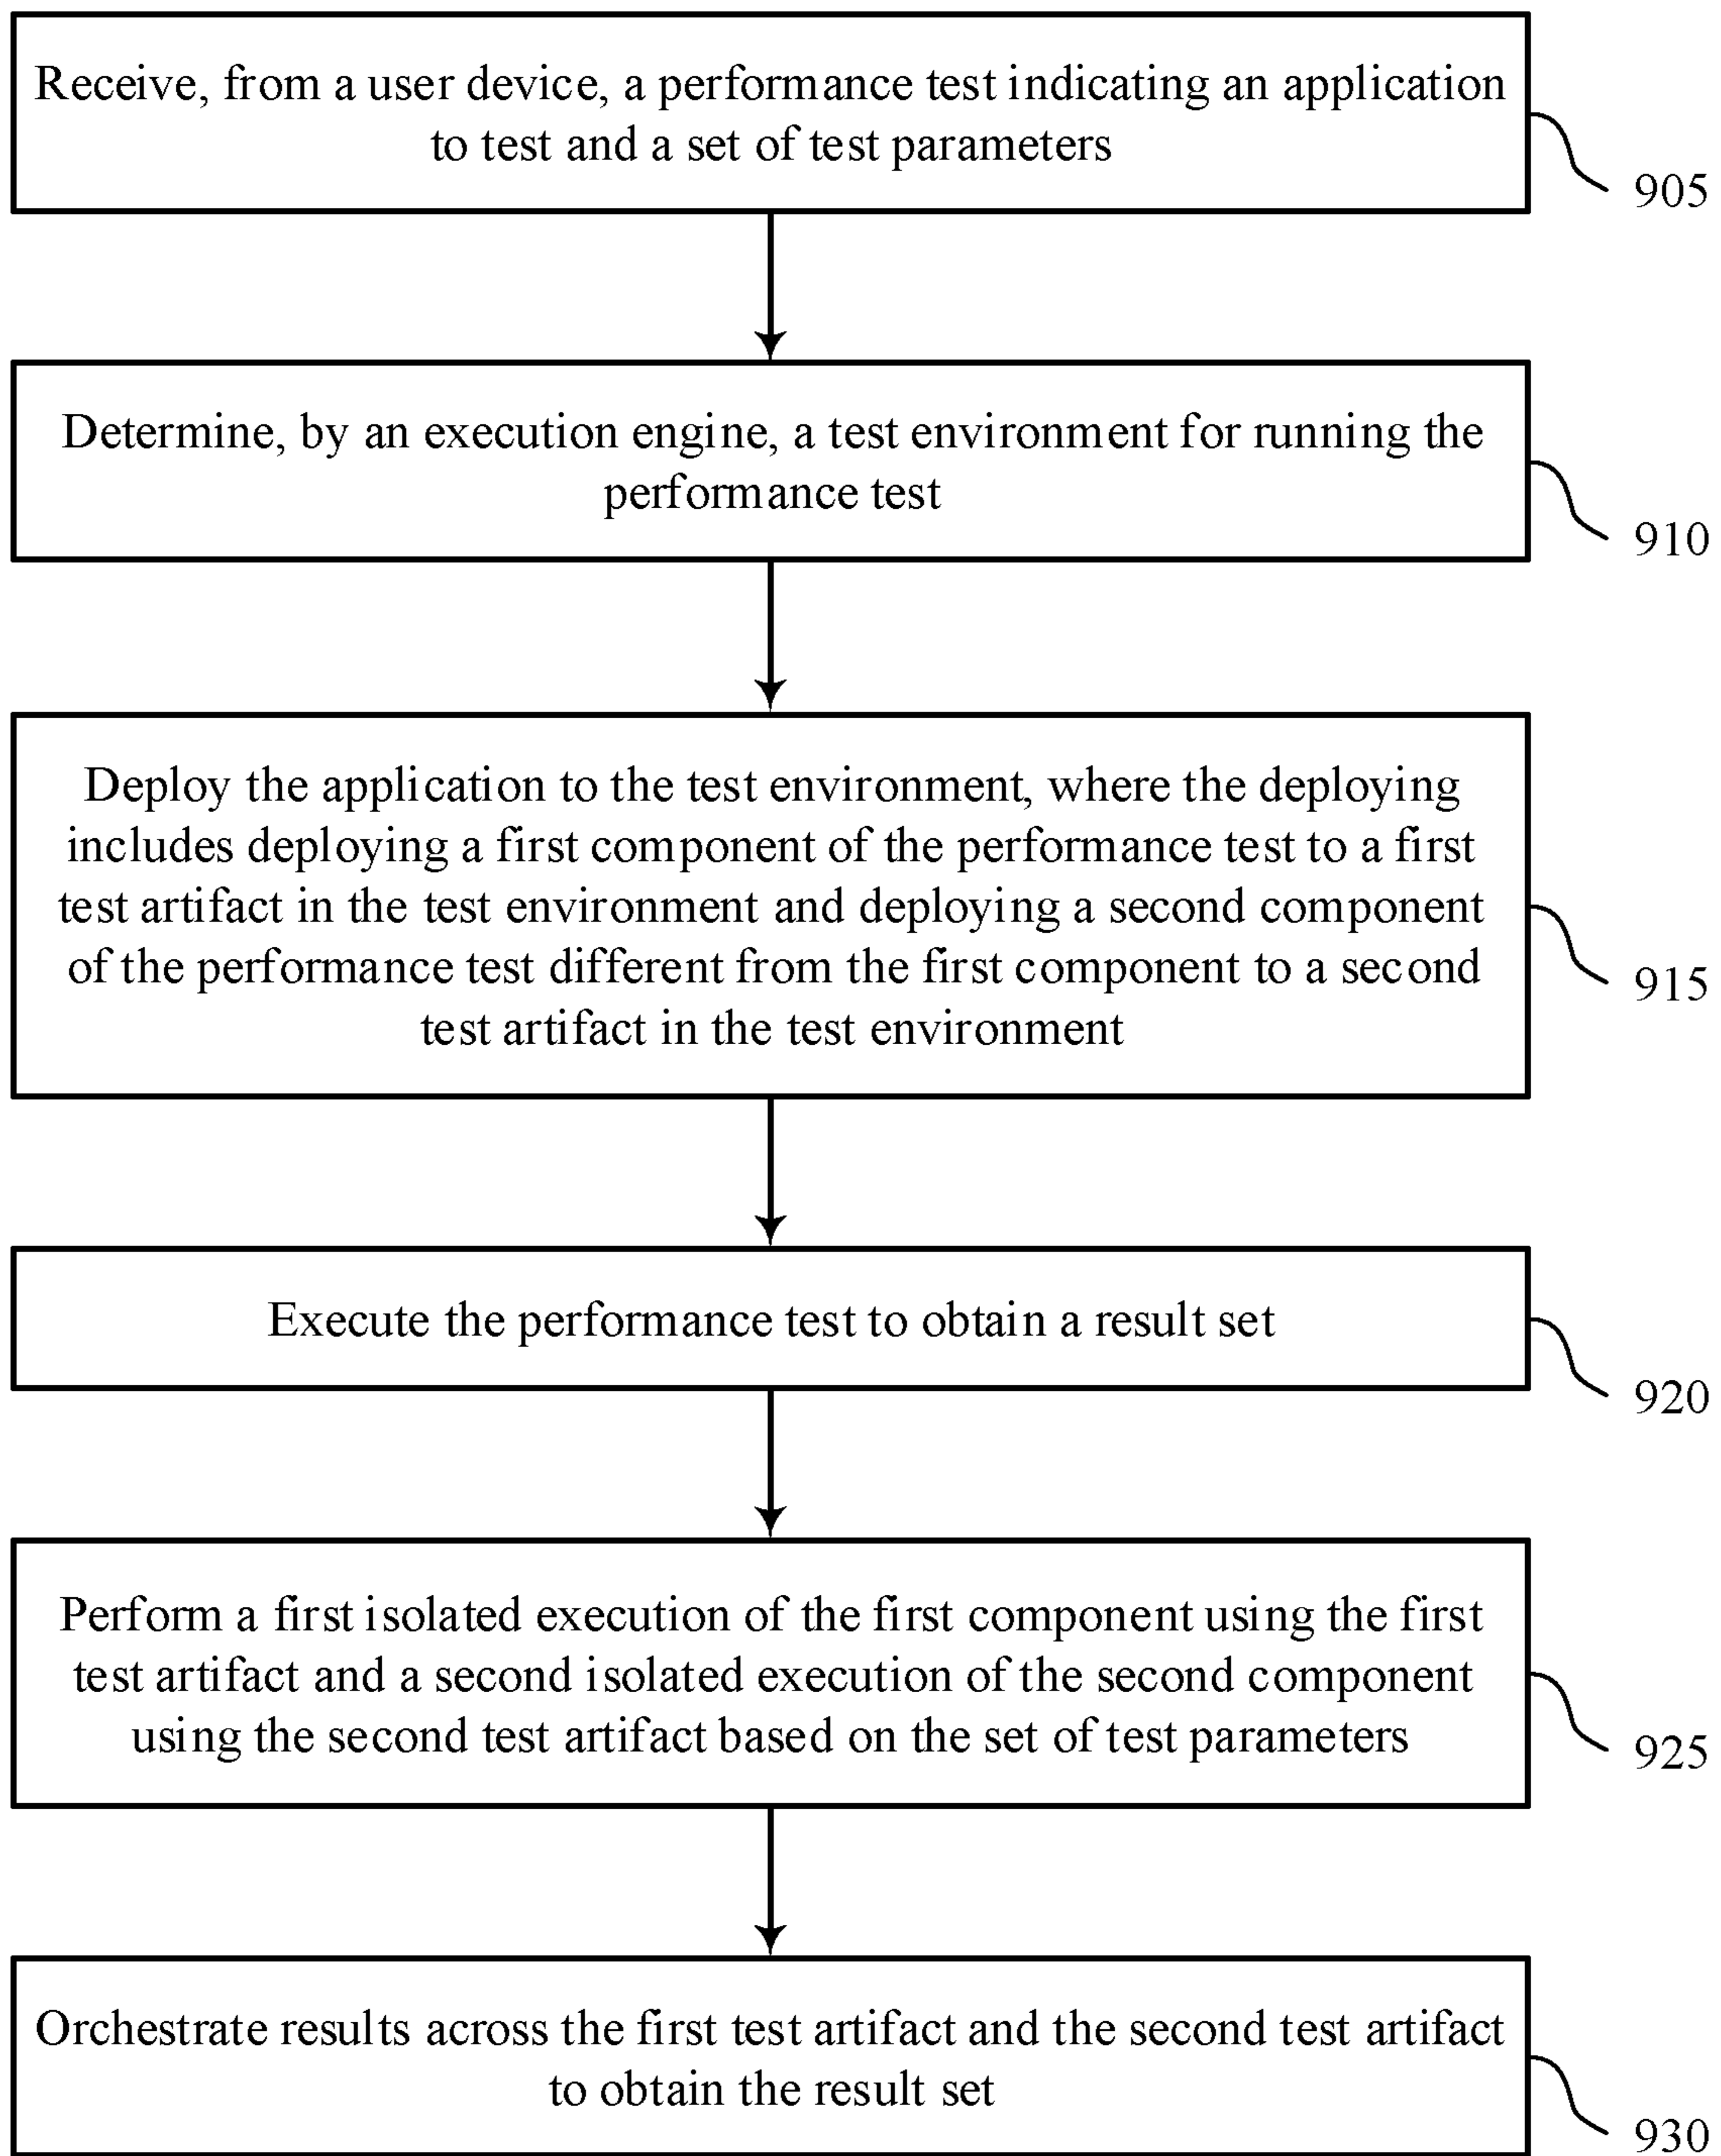 Receive, from a user device, a performance test indicating an application
to test and a set of test parameters
905
Determine, by an execution engine, a test environment for running the
performance test
910
Deploy the application to the test environment, where the deploying
includes deploying a first component of the performance test to a first
test artifact in the test environment and deploying a second component
of the performance test different from the first component to a second
test artifact in the test environment
915
Execute the performance test to obtain a result set
920
Perform a first isolated execution of the first component using the first
test artifact and a second isolated execution of the second component
using the second test artifact based on the set of test parameters
925
Orchestrate results across the first test artifact and the second test artifact
to obtain the result set
930